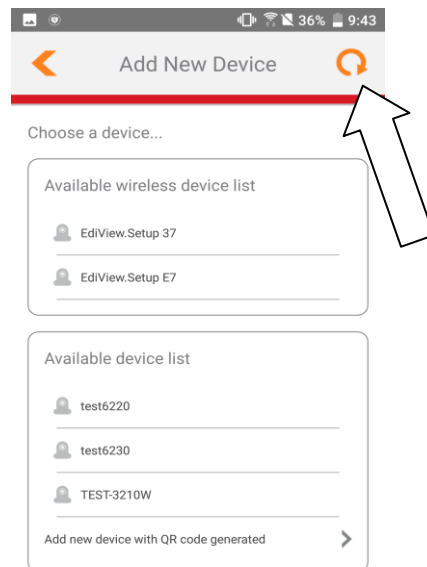 36% 9:43
Add New Device
Choose a device...
Available wireless device list
EdiView.Setup 37
EdiView.Setup E7
Available device list
test6220
test6230
TEST-3210W
Add new device with QR code generated